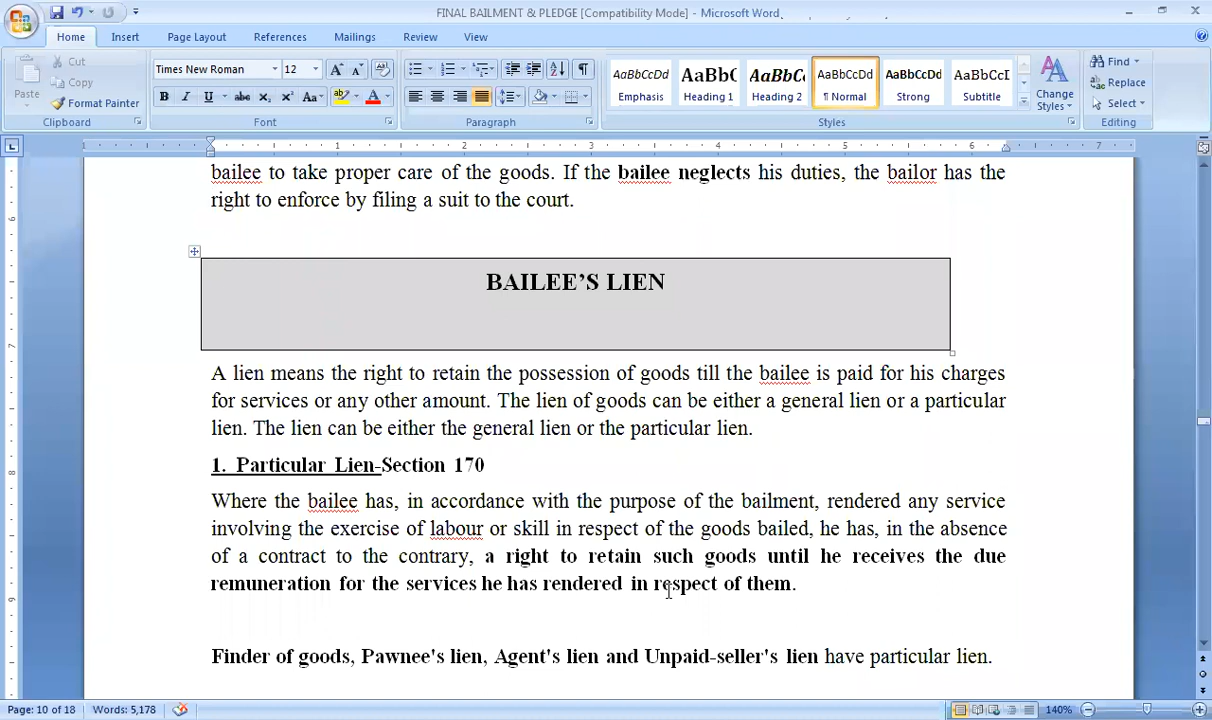 FINAL BAILMENT & PLEDGE [Compatibility Mode] - Microsoft Word
Home Insert Page Layout References Mailings Review View
Paste
Cut
Copy
Format Painter
Clipboard
Times New Roman 12
Font
Paragraph
AaBbCcDd AaBbC AaBbCc AaBbCcDd AaBbCcDd AaBbCcI
Emphasis Heading 1 Heading 2 ¶ Normal Strong Subtitle
Change Styles
Styles
Find
Replace
Select
Editing
1 1 2 3 4 5 6 7
bailee to take proper care of the goods. If the bailee neglects his duties, the bailor has the
right to enforce by filing a suit to the court.
BAILEE’S LIEN
A lien means the right to retain the possession of goods till the bailee is paid for his charges
for services or any other amount. The lien of goods can be either a general lien or a particular
lien. The lien can be either the general lien or the particular lien.
1. Particular Lien-Section 170
Where the bailee has, in accordance with the purpose of the bailment, rendered any service
involving the exercise of labour or skill in respect of the goods bailed, he has, in the absence
of a contract to the contrary, a right to retain such goods until he receives the due
remuneration for the services he has rendered in respect of them.
Finder of goods, Pawnee's lien, Agent's lien and Unpaid-seller's lien have particular lien.
Page: 10 of 18 Words: 5,178 140%